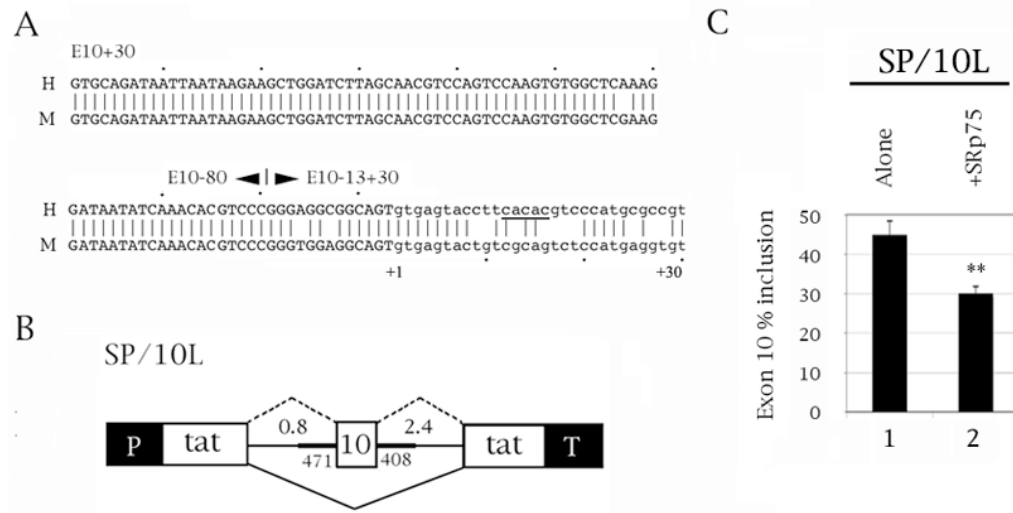 A
E10+30
H GTGCAGATAATTAATAAGAAGCTGGATCTTAGCAACGTCCAGTCCAAGTGTGGCTCAAAG
M GTGCAGATAATTAATAAGAAGCTGGATCTTAGCAACGTCCAGTCCAAGTGTGGCTCGAAG
E10-80 ◄|► E10-13+30
H GATAATATCAAACACGTCCCGGGAGGCGGCAGTgtgagtaccttcacacgtcccatgcgccgt
M GATAATATCAAACACGTCCCGGGTGGAGGCAGTgtgagtactgtcgcagtctccatgaggtgt
+1 +30
B
SP/10L
P tat 0.8 10 2.4 tat T
471 408
C
SP/10L
Alone
+SRp75
Exon 10 % inclusion
50
40
30
20
10
0
**
1 2